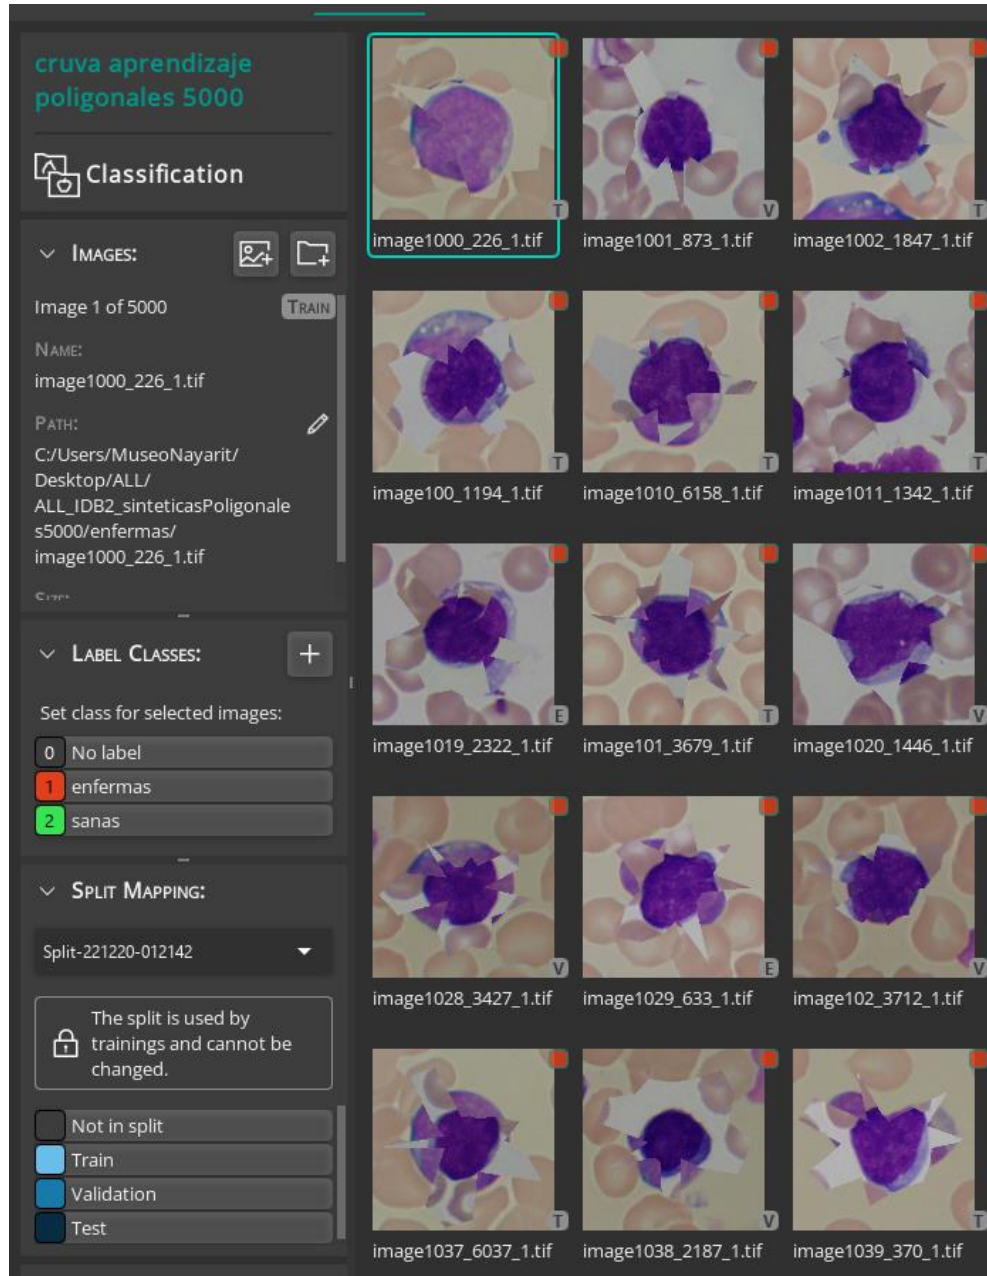 cruva aprendizaje
poligonales 5000
Classification
IMAGES:
Image 1 of 5000
TRAIN
NAME:
image1000_226_1.tif
PATH:
C:/Users/MuseoNayarit/
Desktop/ALL/
ALL_IDB2_sinteticasPoligonale
s5000/enfermas/
image1000_226_1.tif
SIZE:
LABEL CLASSES:
Set class for selected images:
0 No label
1 enfermas
2 sanas
SPLIT MAPPING:
Split-221220-012142
The split is used by
trainings and cannot be
changed.
Not in split
Train
Validation
Test
T V T
image1000_226_1.tif image1001_873_1.tif image1002_1847_1.tif
T T T
image100_1194_1.tif image1010_6158_1.tif image1011_1342_1.tif
E T V
image1019_2322_1.tif image101_3679_1.tif image1020_1446_1.tif
V E V
image1028_3427_1.tif image1029_633_1.tif image102_3712_1.tif
T V T
image1037_6037_1.tif image1038_2187_1.tif image1039_370_1.tif